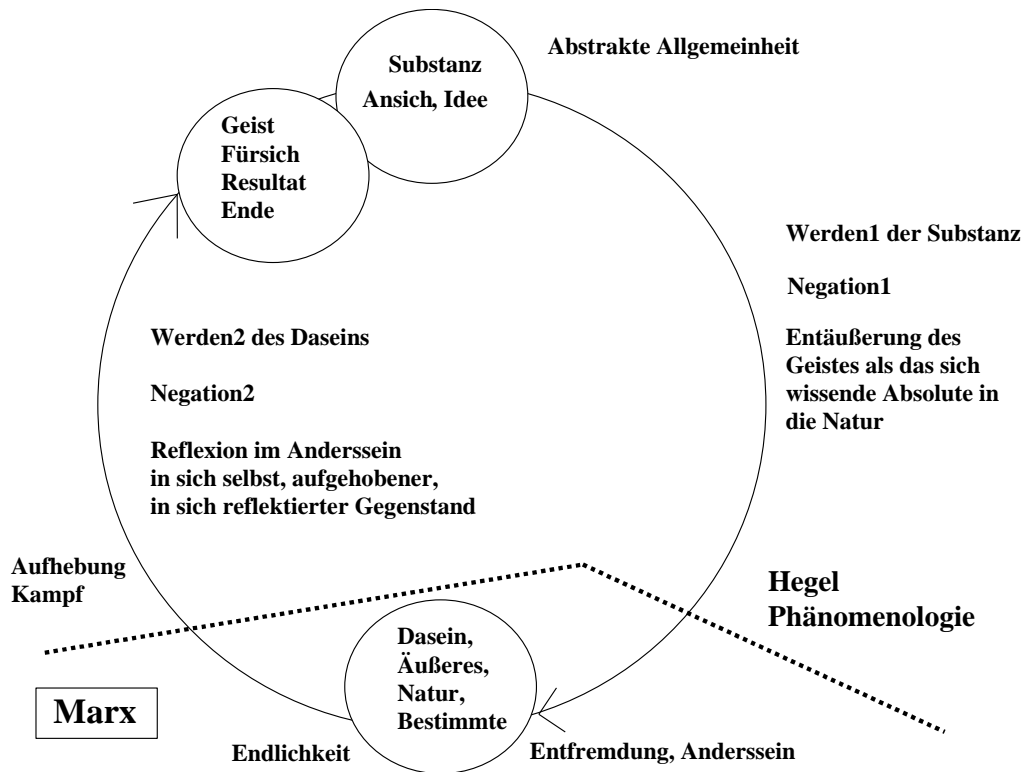 Abstrakte Allgemeinheit
Substanz
Ansich, Idee
Geist
Fürsich
Resultat
Ende
Werden1 der Substanz
Negation1
Entäußerung des
Geistes als das sich
wissende Absolute in
die Natur
Werden2 des Daseins
Negation2
Reflexion im Anderssein
in sich selbst, aufgehobener,
in sich reflektierter Gegenstand
Aufhebung
Kampf
Hegel
Phänomenologie
Dasein,
Äußeres,
Natur,
Bestimmte
Marx
Endlichkeit
Entfremdung, Anderssein